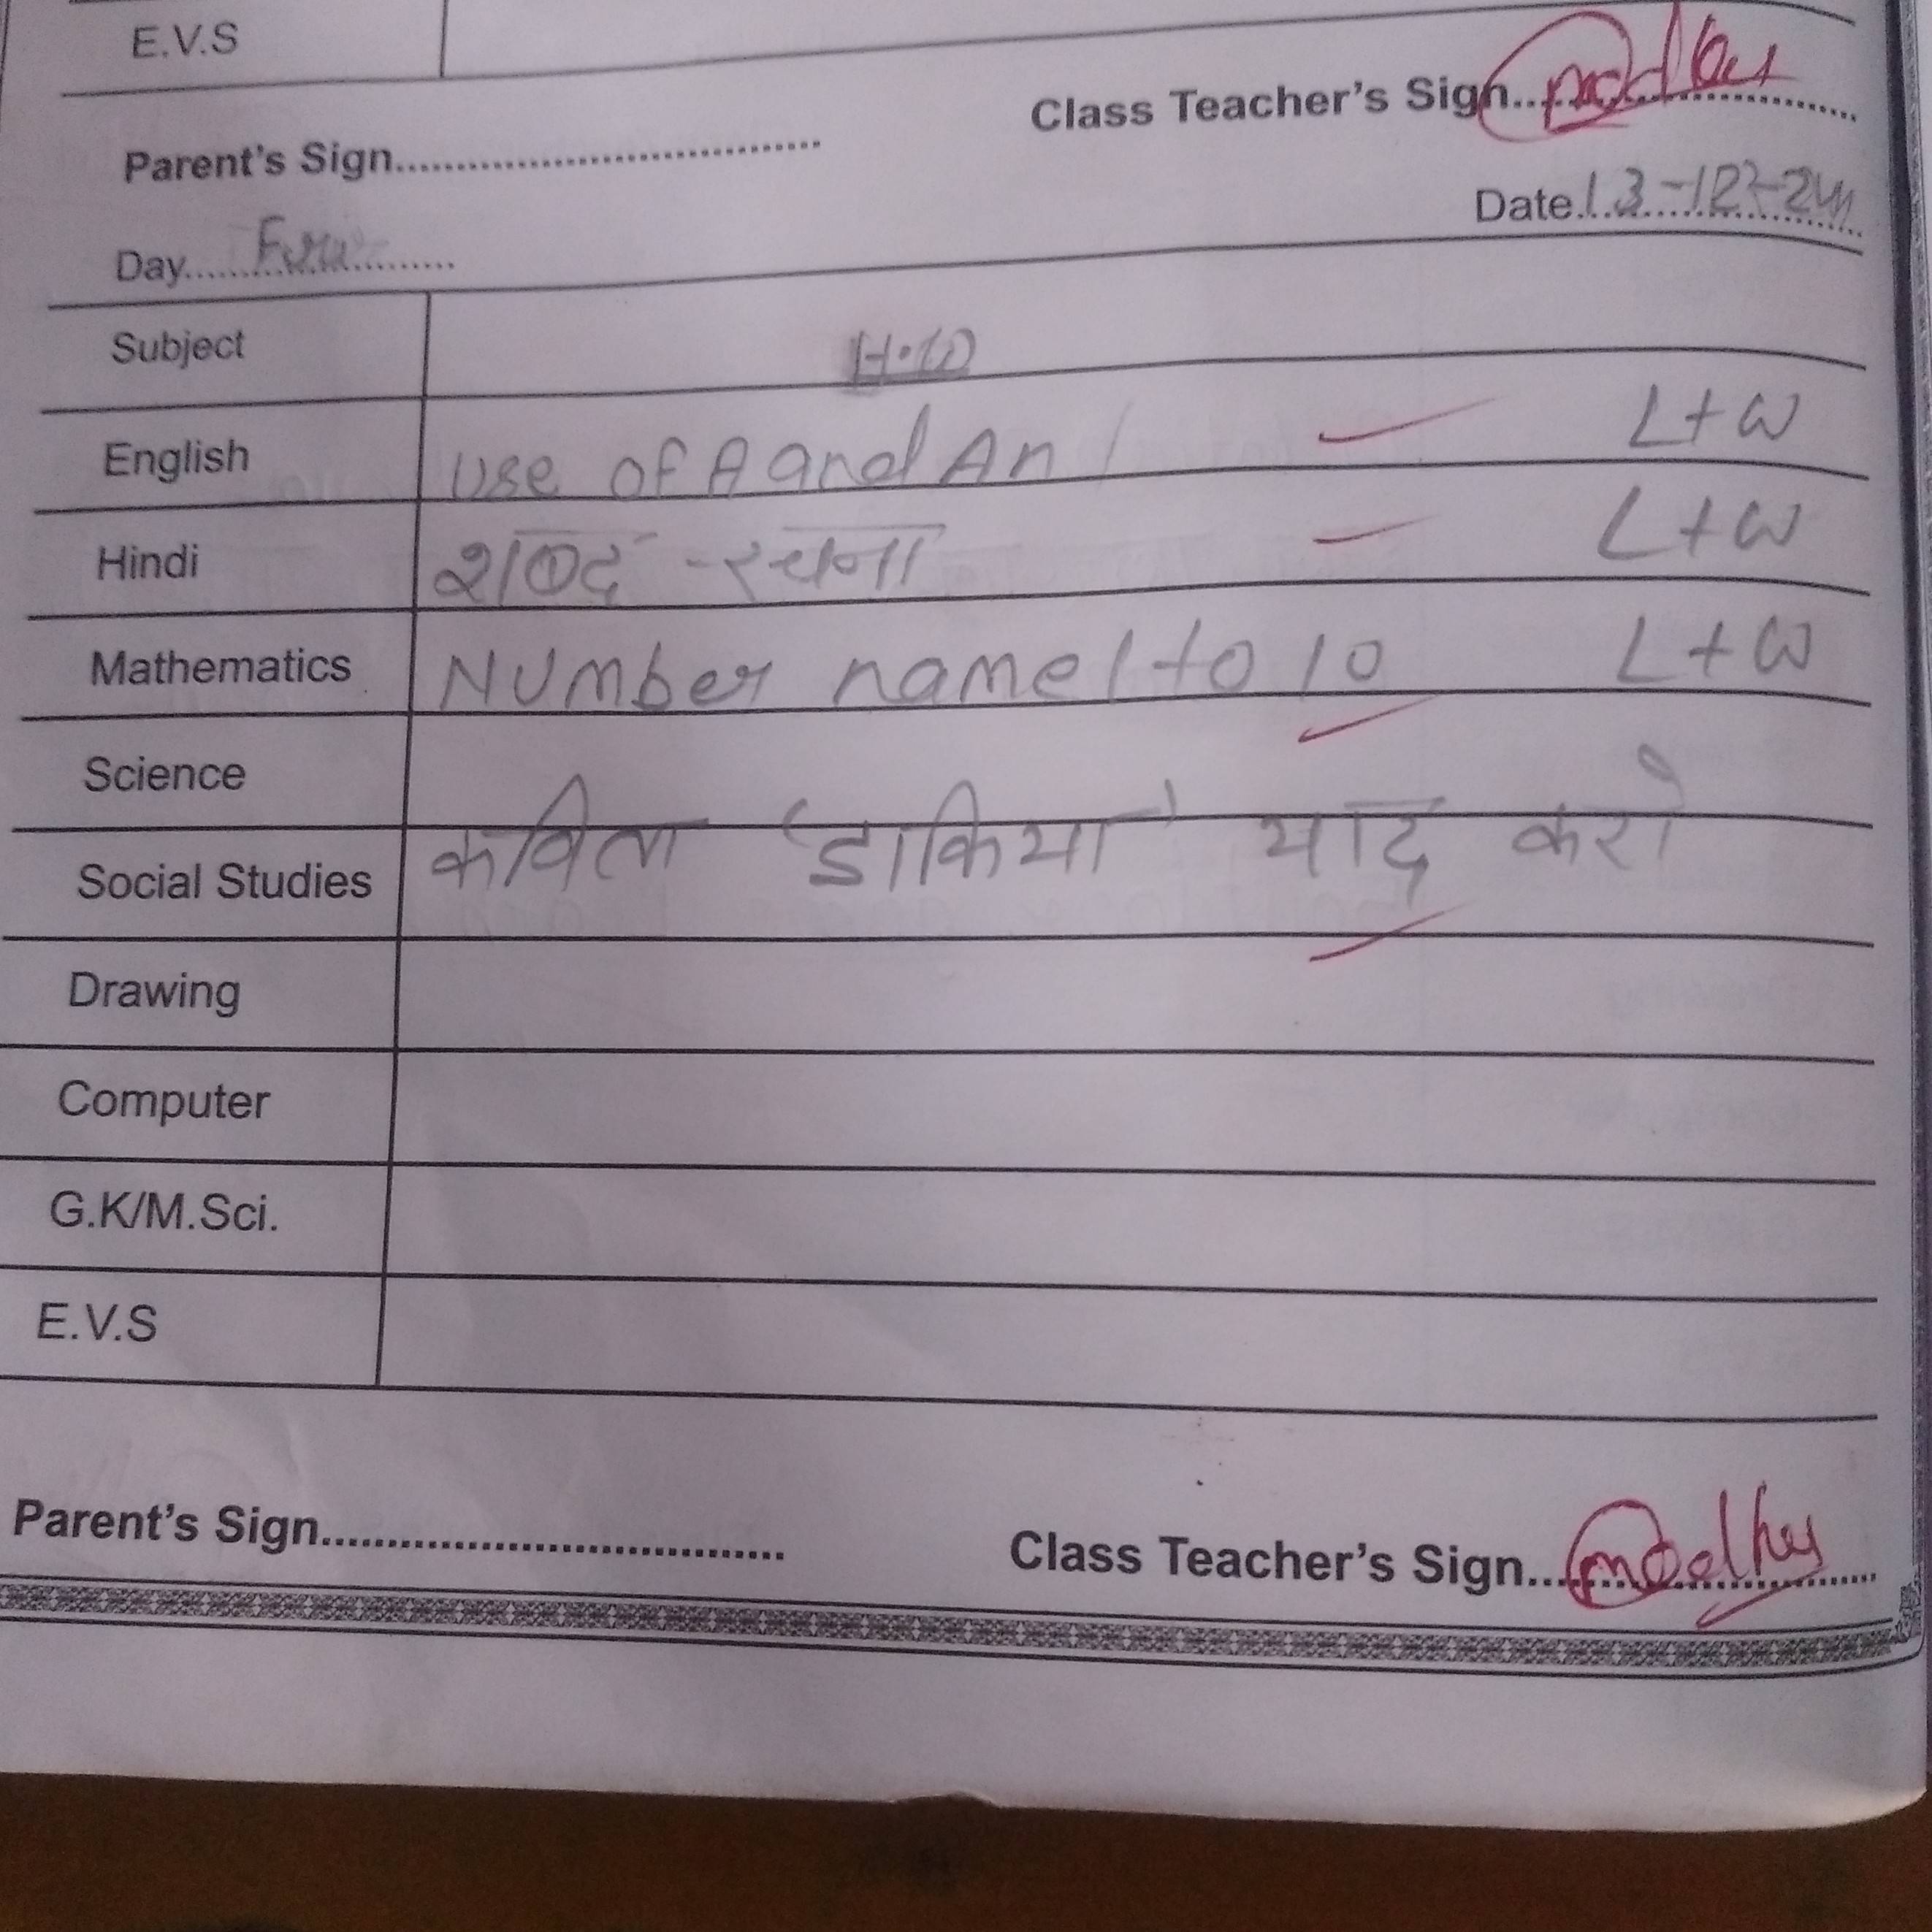 E.V.S
Class Teacher's Sign..........
Parent's Sign..........
Date 13-12-24
Day..........
Subject H.W
English Use of A and An L+W
Hindi शब्द - रचना L+W
Mathematics Number name 1 to 10 L+W
Science
Social Studies कविता 'डाकिया' याद करो
Drawing
Computer
G.K/M.Sci.
E.V.S
Parent's Sign..........
Class Teacher's Sign..........